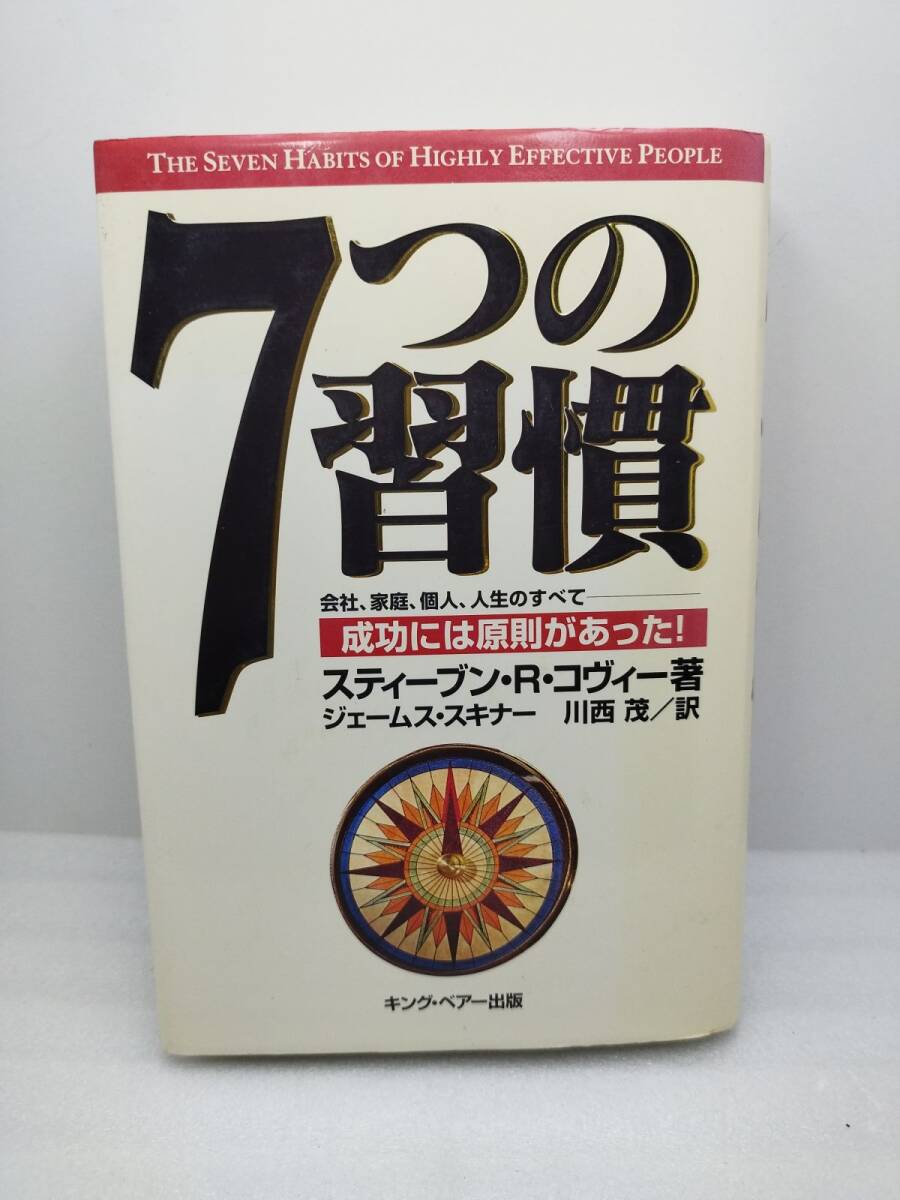 THE SEVEN HABITS OF HIGHLY EFFECTIVE PEOPLE
7つの
習慣
会社、家庭、個人、人生のすべて
成功には原則があった!
スティーブン・R・コヴィー著
ジェームス・スキナー 川西 茂/訳
キング・ベアー出版